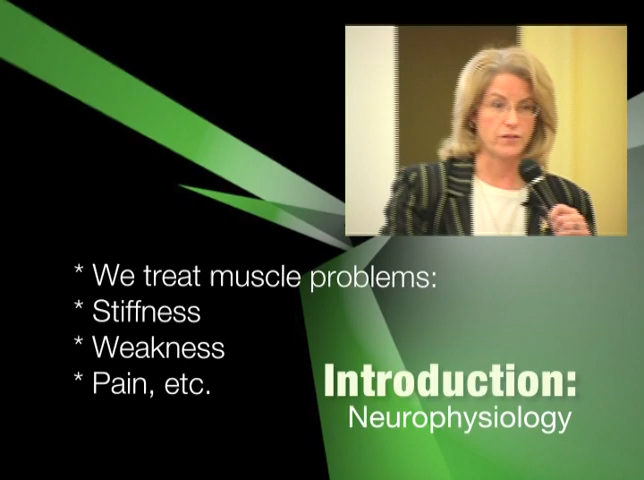 * We treat muscle problems:
* Stiffness
* Weakness
* Pain, etc.
Introduction:
Neurophysiology